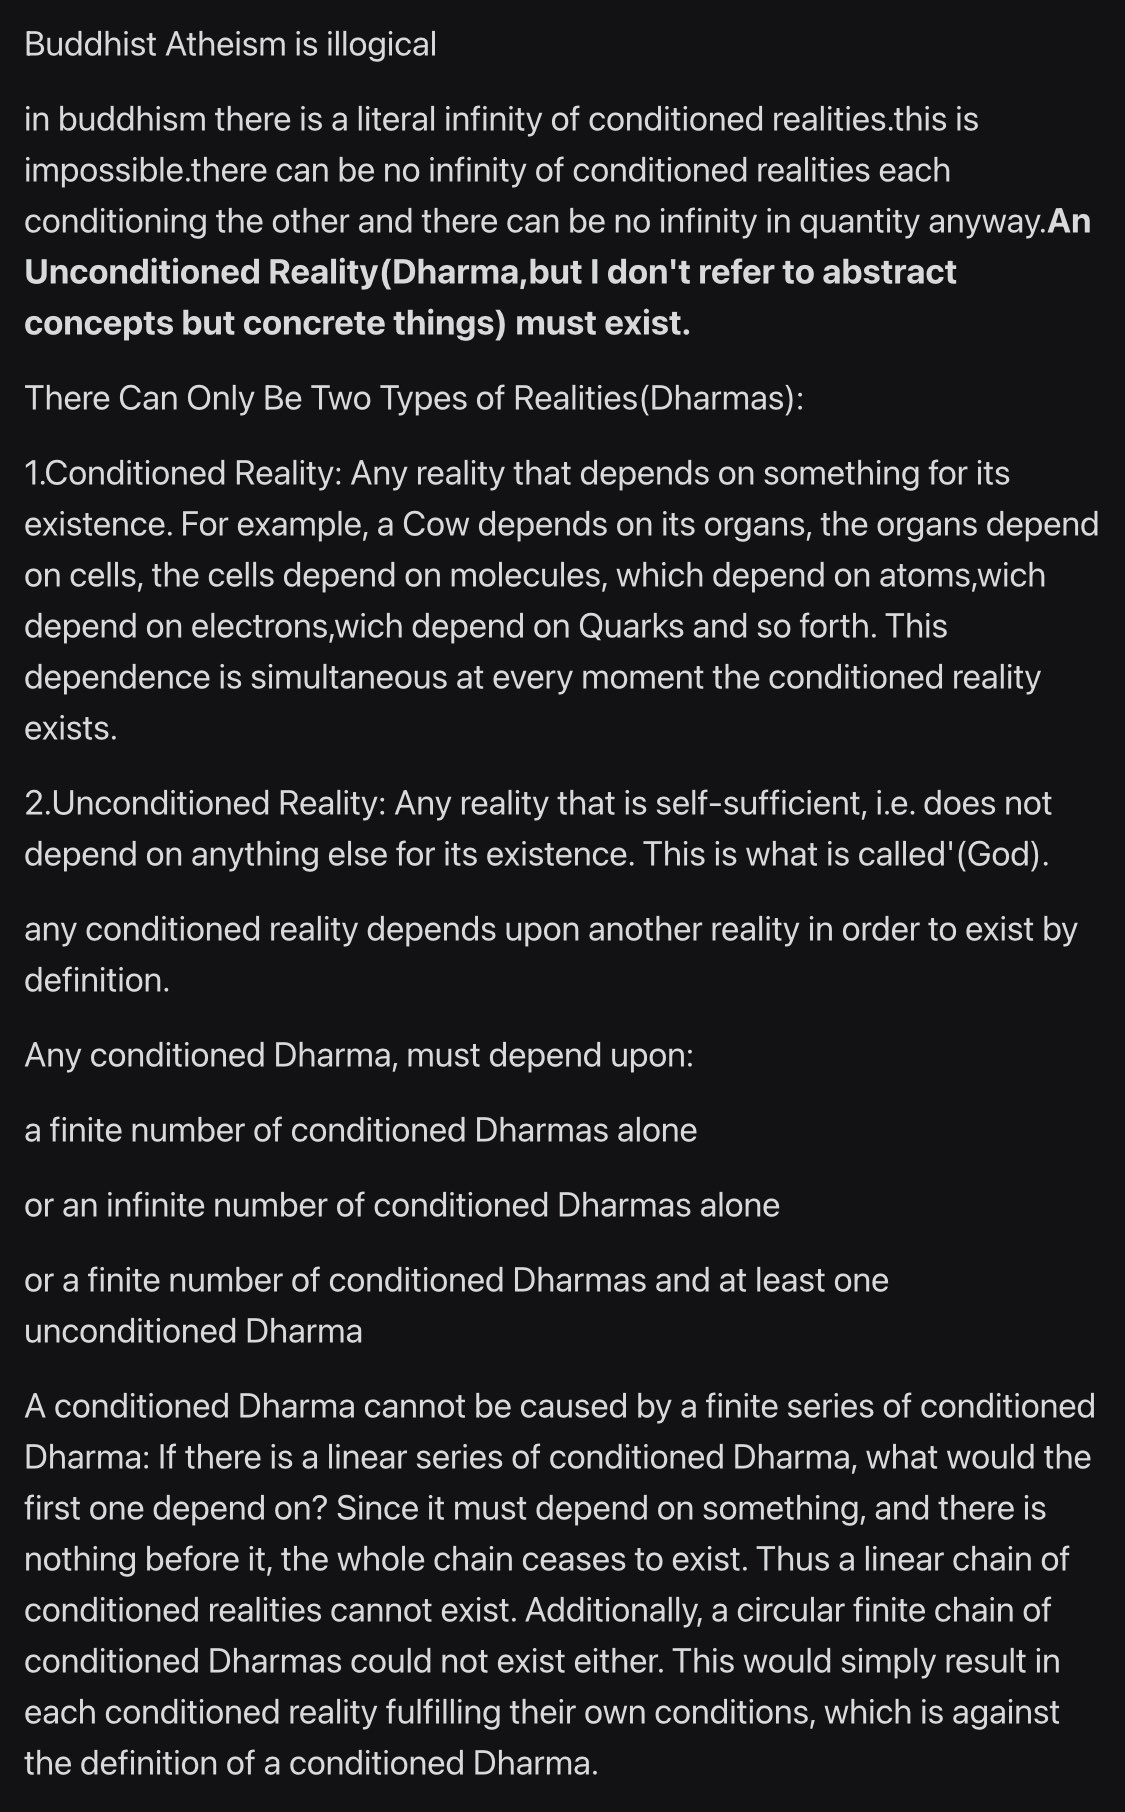 Buddhist Atheism is illogical
in buddhism there is a literal infinity of conditioned realities.this is
impossible.there can be no infinity of conditioned realities each
conditioning the other and there can be no infinity in quantity anyway.An
Unconditioned Reality(Dharma,but I don't refer to abstract
concepts but concrete things) must exist.
There Can Only Be Two Types of Realities(Dharmas):
1.Conditioned Reality: Any reality that depends on something for its
existence. For example, a Cow depends on its organs, the organs depend
on cells, the cells depend on molecules, which depend on atoms,wich
depend on electrons,wich depend on Quarks and so forth. This
dependence is simultaneous at every moment the conditioned reality
exists.
2.Unconditioned Reality: Any reality that is self-sufficient, i.e. does not
depend on anything else for its existence. This is what is called'(God).
any conditioned reality depends upon another reality in order to exist by
definition.
Any conditioned Dharma, must depend upon:
a finite number of conditioned Dharmas alone
or an infinite number of conditioned Dharmas alone
or a finite number of conditioned Dharmas and at least one
unconditioned Dharma
A conditioned Dharma cannot be caused by a finite series of conditioned
Dharma: If there is a linear series of conditioned Dharma, what would the
first one depend on? Since it must depend on something, and there is
nothing before it, the whole chain ceases to exist. Thus a linear chain of
conditioned realities cannot exist. Additionally, a circular finite chain of
conditioned Dharmas could not exist either. This would simply result in
each conditioned reality fulfilling their own conditions, which is against
the definition of a conditioned Dharma.